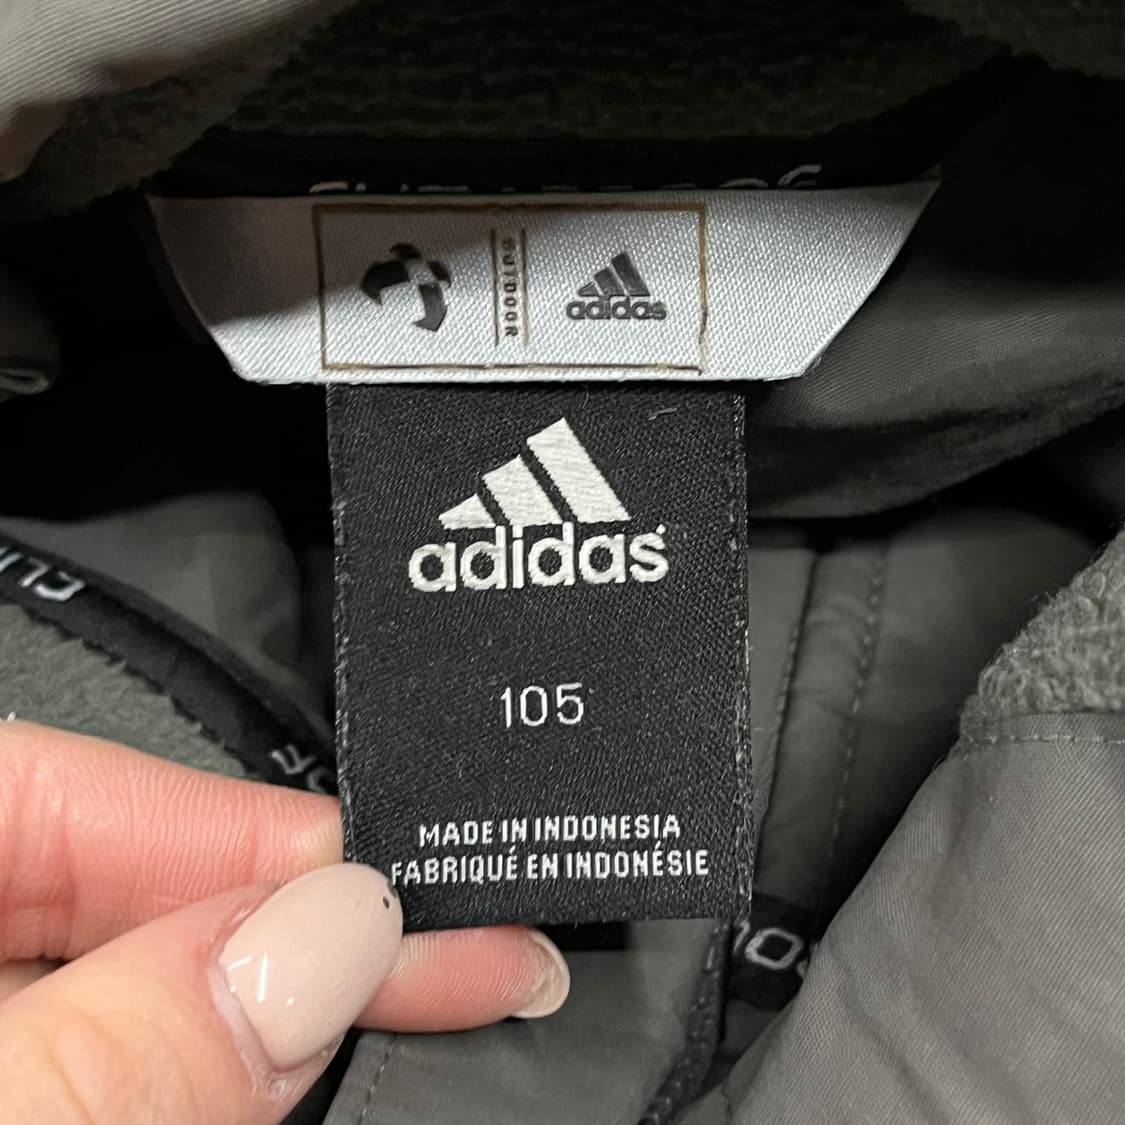 OUTDOOR
adidas
adidas
105
MADE IN INDONESIA
FABRIQUÉ EN INDONÉSIE